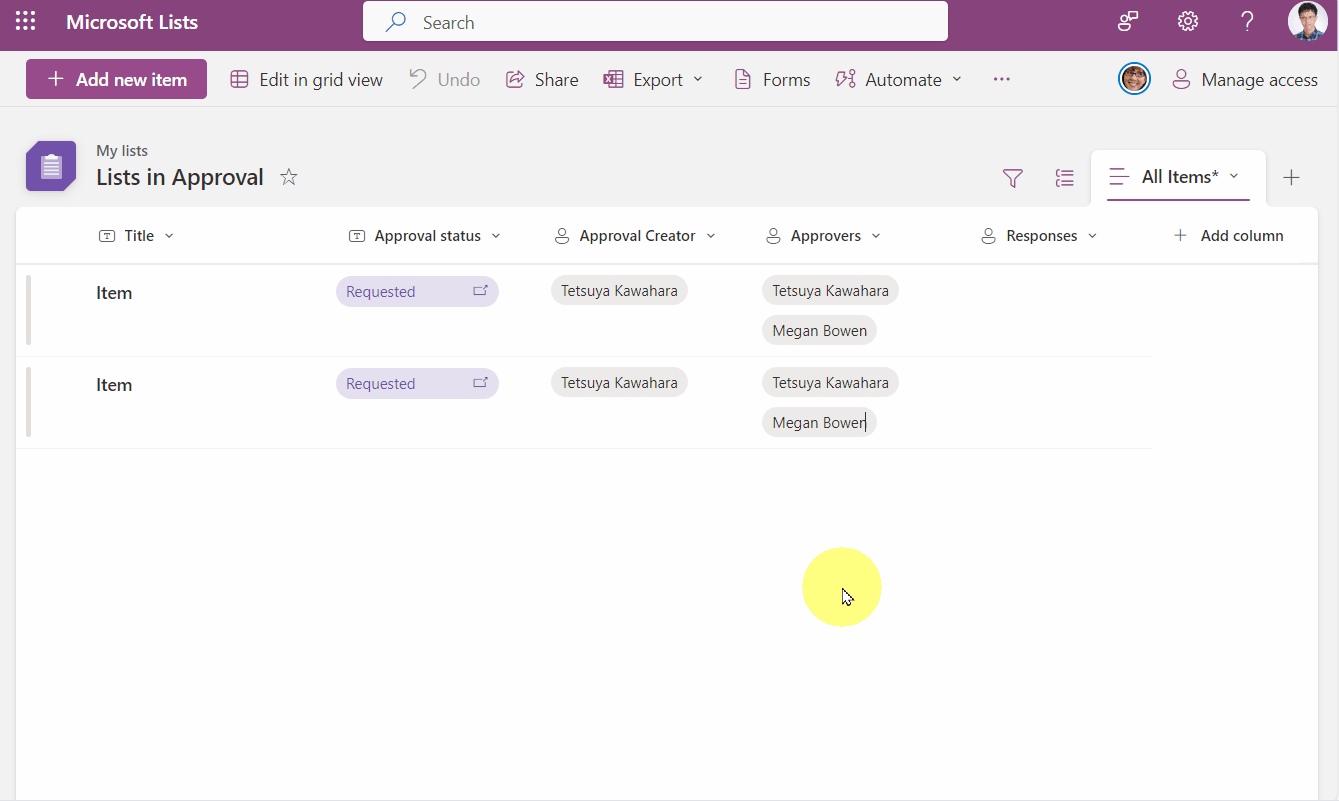 Microsoft Lists Search
Add new item Edit in grid view Undo Share Export Forms Automate Manage access
My lists
Lists in Approval
All Items*
Title Approval status Approval Creator Approvers Responses Add column
Item Requested Tetsuya Kawahara Tetsuya Kawahara
Megan Bowen
Item Requested Tetsuya Kawahara Tetsuya Kawahara
Megan Bowen